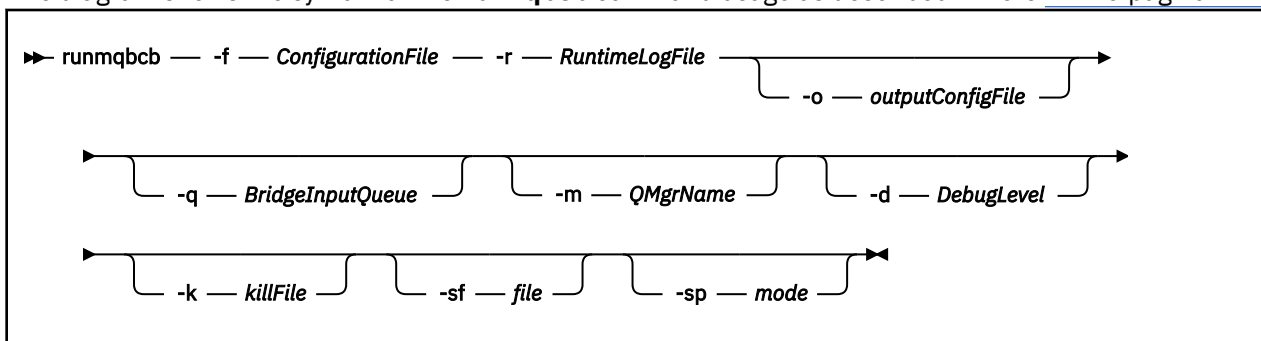 runmqbcb -f ConfigurationFile -r RuntimeLogFile
-o outputConfigFile
-q BridgeInputQueue -m QMgrName -d DebugLevel
-k killFile -sf file -sp mode